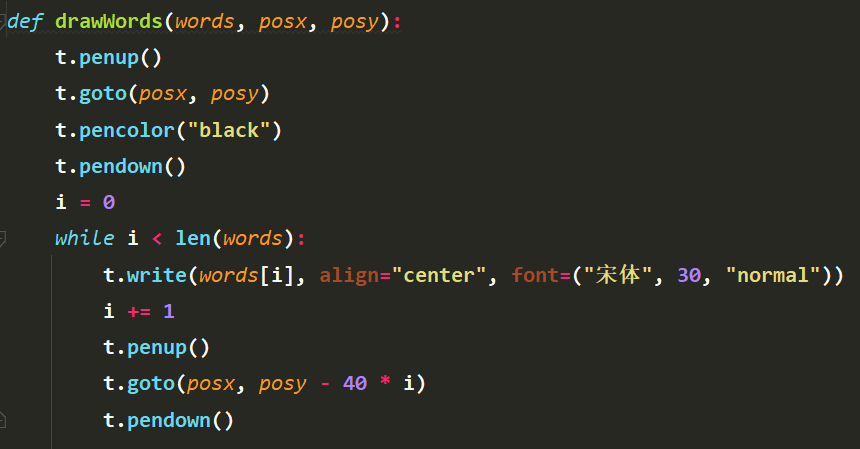 def drawWords(words, posx, posy):
    t.penup()
    t.goto(posx, posy)
    t.pencolor("black")
    t.pendown()
    i = 0
    while i < len(words):
        t.write(words[i], align="center", font=("宋体", 30, "normal"))
        i += 1
        t.penup()
        t.goto(posx, posy - 40 * i)
        t.pendown()